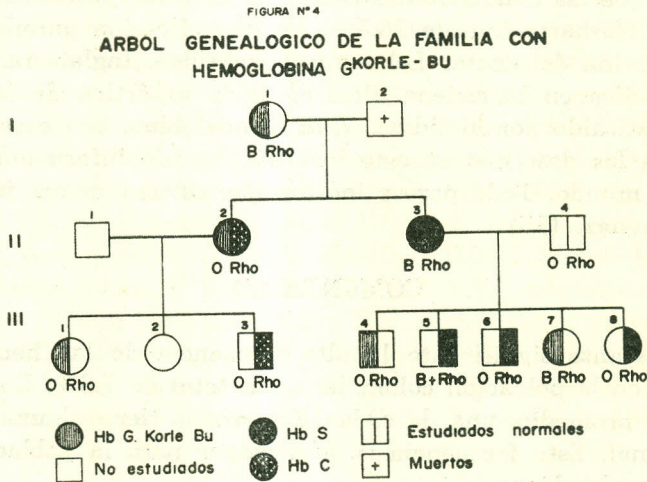 FIGURA Nº 4
ARBOL GENEALOGICO DE LA FAMILIA CON
HEMOGLOBINA GKORLE-BU
I
1
2
+
B Rho
II
1
2
3
4
O Rho
B Rho
O Rho
III
1
2
3
4
5
6
7
8
O Rho
O Rho
O Rho
B+Rho
O Rho
B Rho
O Rho
Hb G. Korle Bu
Hb S
Estudiados normales
No estudiados
Hb C
+
Muertos